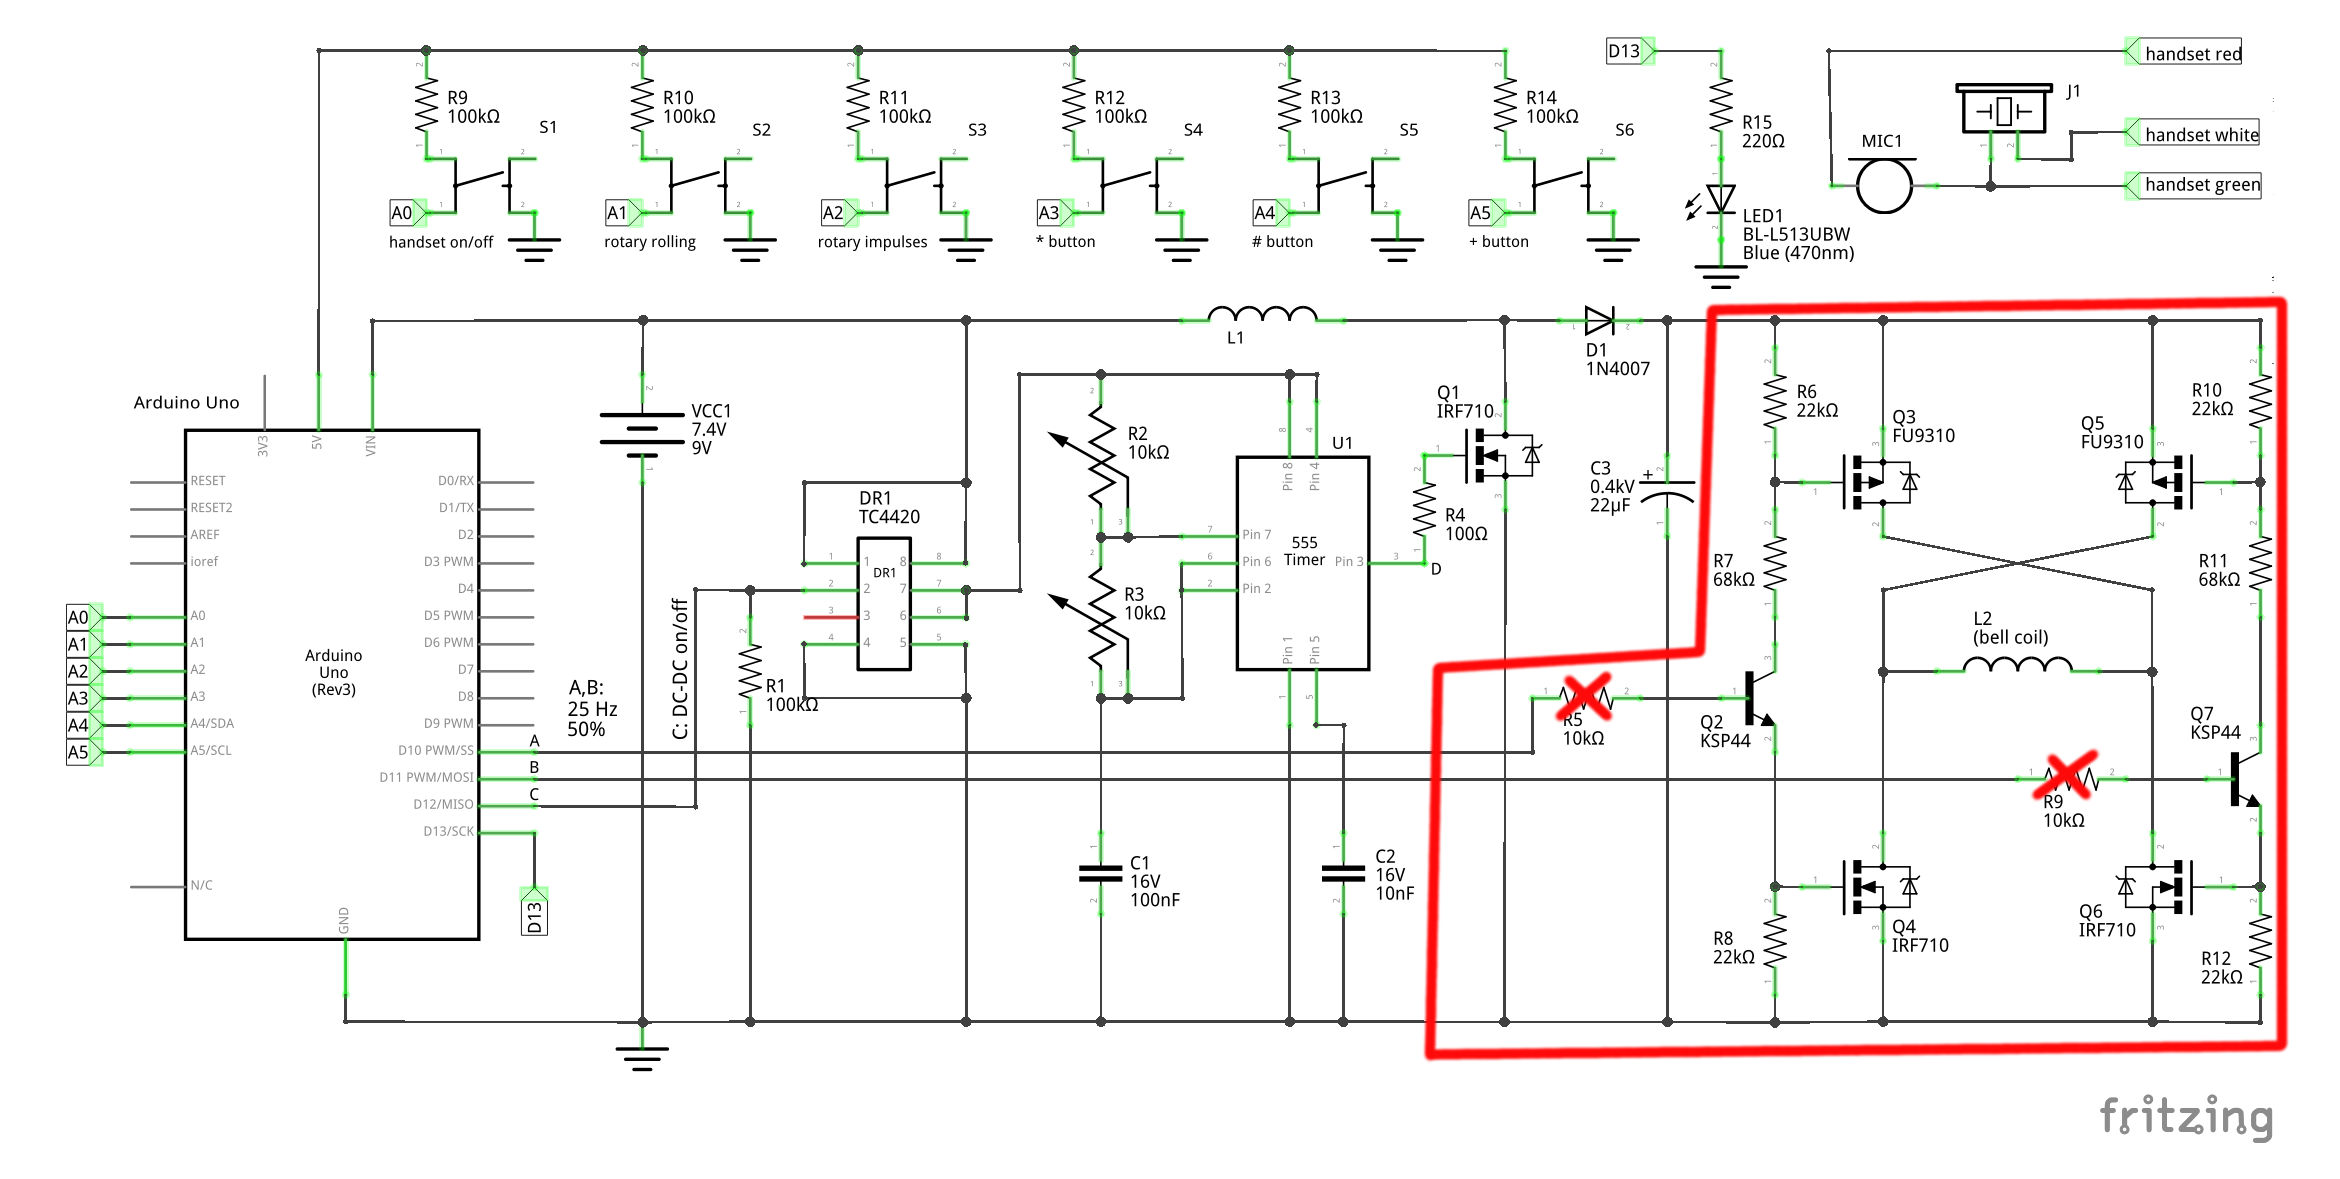 D13
handset red
R9
100kΩ
S1
R10
100kΩ
S2
R11
100kΩ
S3
R12
100kΩ
S4
R13
100kΩ
S5
R14
100kΩ
S6
R15
220Ω
J1
handset white
MIC1
handset green
A0
A1
A2
A3
A4
A5
handset on/off
rotary rolling
rotary impulses
* button
# button
+ button
LED1
BL-L513UBW
Blue (470nm)
L1
D1
1N4007
Arduino Uno
3V3
5V
VIN
RESET
RESET2
AREF
ioref
A0
A1
A2
A3
A4/SDA
A5/SCL
N/C
GND
D0/RX
D1/TX
D2
D3 PWM
D4
D5 PWM
D6 PWM
D7
D8
D9 PWM
D10 PWM/SS
D11 PWM/MOSI
D12/MISO
D13/SCK
Arduino
Uno
(Rev3)
A0
A1
A2
A3
A4
A5
A
B
C
D13
A,B:
25 Hz
50%
C: DC-DC on/off
VCC1
7.4V
9V
R1
100kΩ
DR1
TC4420
DR1
1
2
3
4
8
7
6
5
R2
10kΩ
R3
10kΩ
U1
555
Timer
Pin 8
Pin 4
Pin 7
Pin 6
Pin 2
Pin 3
Pin 1
Pin 5
D
Q1
IRF710
R4
100Ω
C3
0.4kV
22μF
+
C1
16V
100nF
C2
16V
10nF
R5
10kΩ
R6
22kΩ
R7
68kΩ
Q2
KSP44
R8
22kΩ
Q3
FU9310
Q5
FU9310
R10
22kΩ
R11
68kΩ
L2
(bell coil)
Q7
KSP44
R9
10kΩ
Q4
IRF710
Q6
IRF710
R12
22kΩ
fritzing